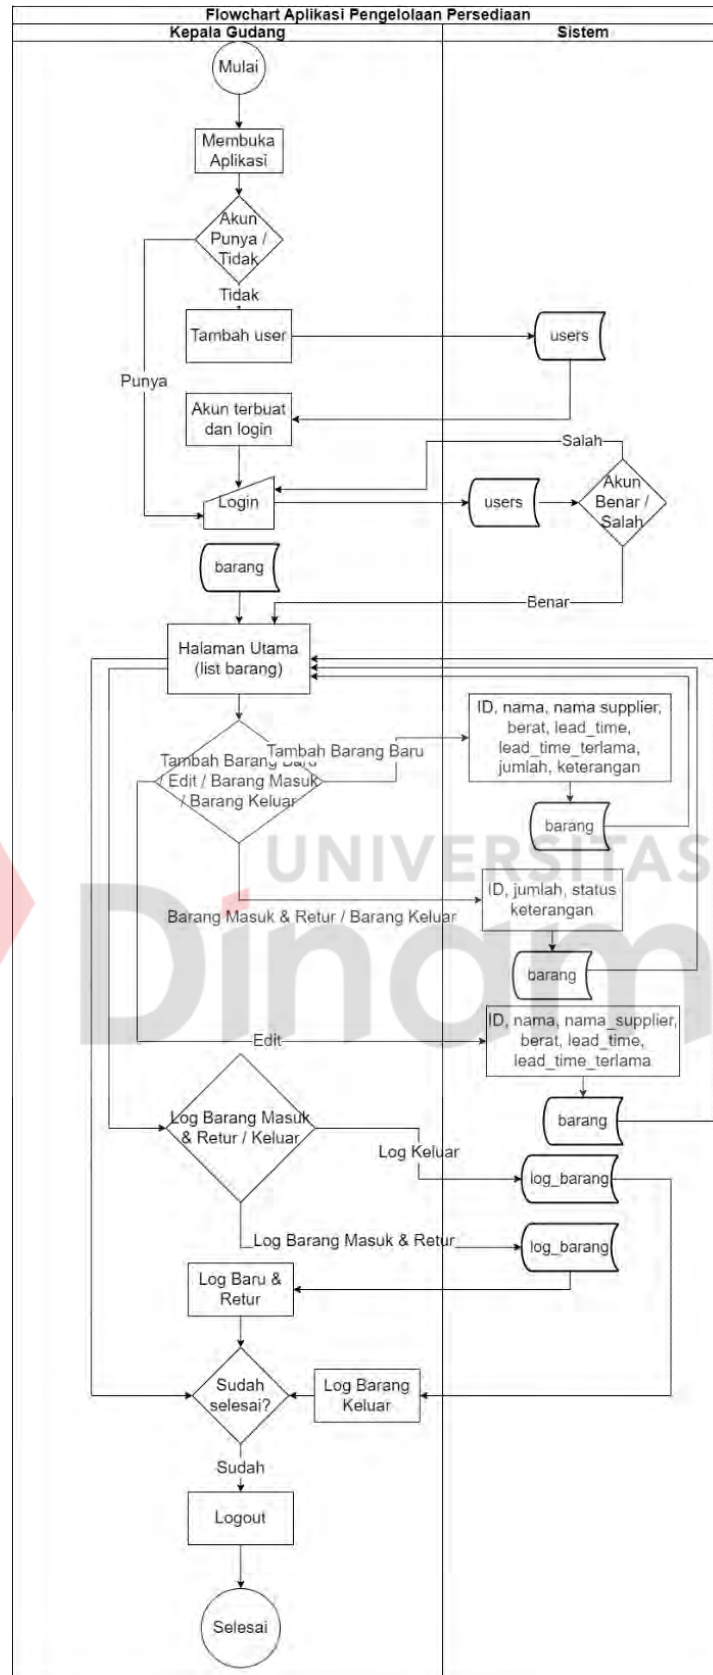 Flowchart Aplikasi Pengelolaan Persediaan
Kepala Gudang
Sistem
Mulai
Membuka
Aplikasi
Akun
Punya /
Tidak
Tidak
Tambah user
users
Punya
Akun terbuat
dan login
Salah
Login
users
Akun
Benar /
Salah
barang
Benar
Halaman Utama
(list barang)
ID, nama, nama supplier,
berat, lead_time,
lead_time_terlama,
jumlah, keterangan
Tambah Barang Baru
Tambah Barang Baru
/ Edit / Barang Masuk
/ Barang Keluar
barang
UNIVERSITAS
Dinam
ID, jumlah, status
keterangan
Barang Masuk & Retur / Barang Keluar
barang
ID, nama, nama_supplier,
berat, lead_time,
lead_time_terlama
Edit
barang
Log Barang Masuk
& Retur / Keluar
Log Keluar
log_barang
Log Barang Masuk & Retur
log_barang
Log Baru &
Retur
Sudah
selesai?
Log Barang
Keluar
Sudah
Logout
Selesai